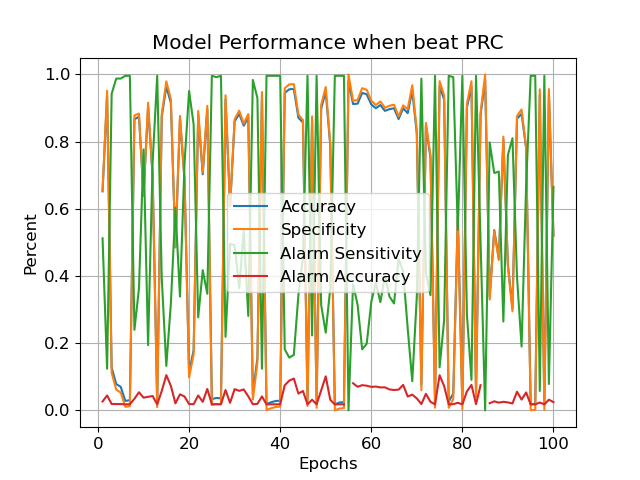 Model Performance when beat PRC
1.0
0.8
0.6
0.4
0.2
0.0
Percent
Accuracy
Specificity
Alarm Sensitivity
Alarm Accuracy
0 20 40 60 80 100
Epochs